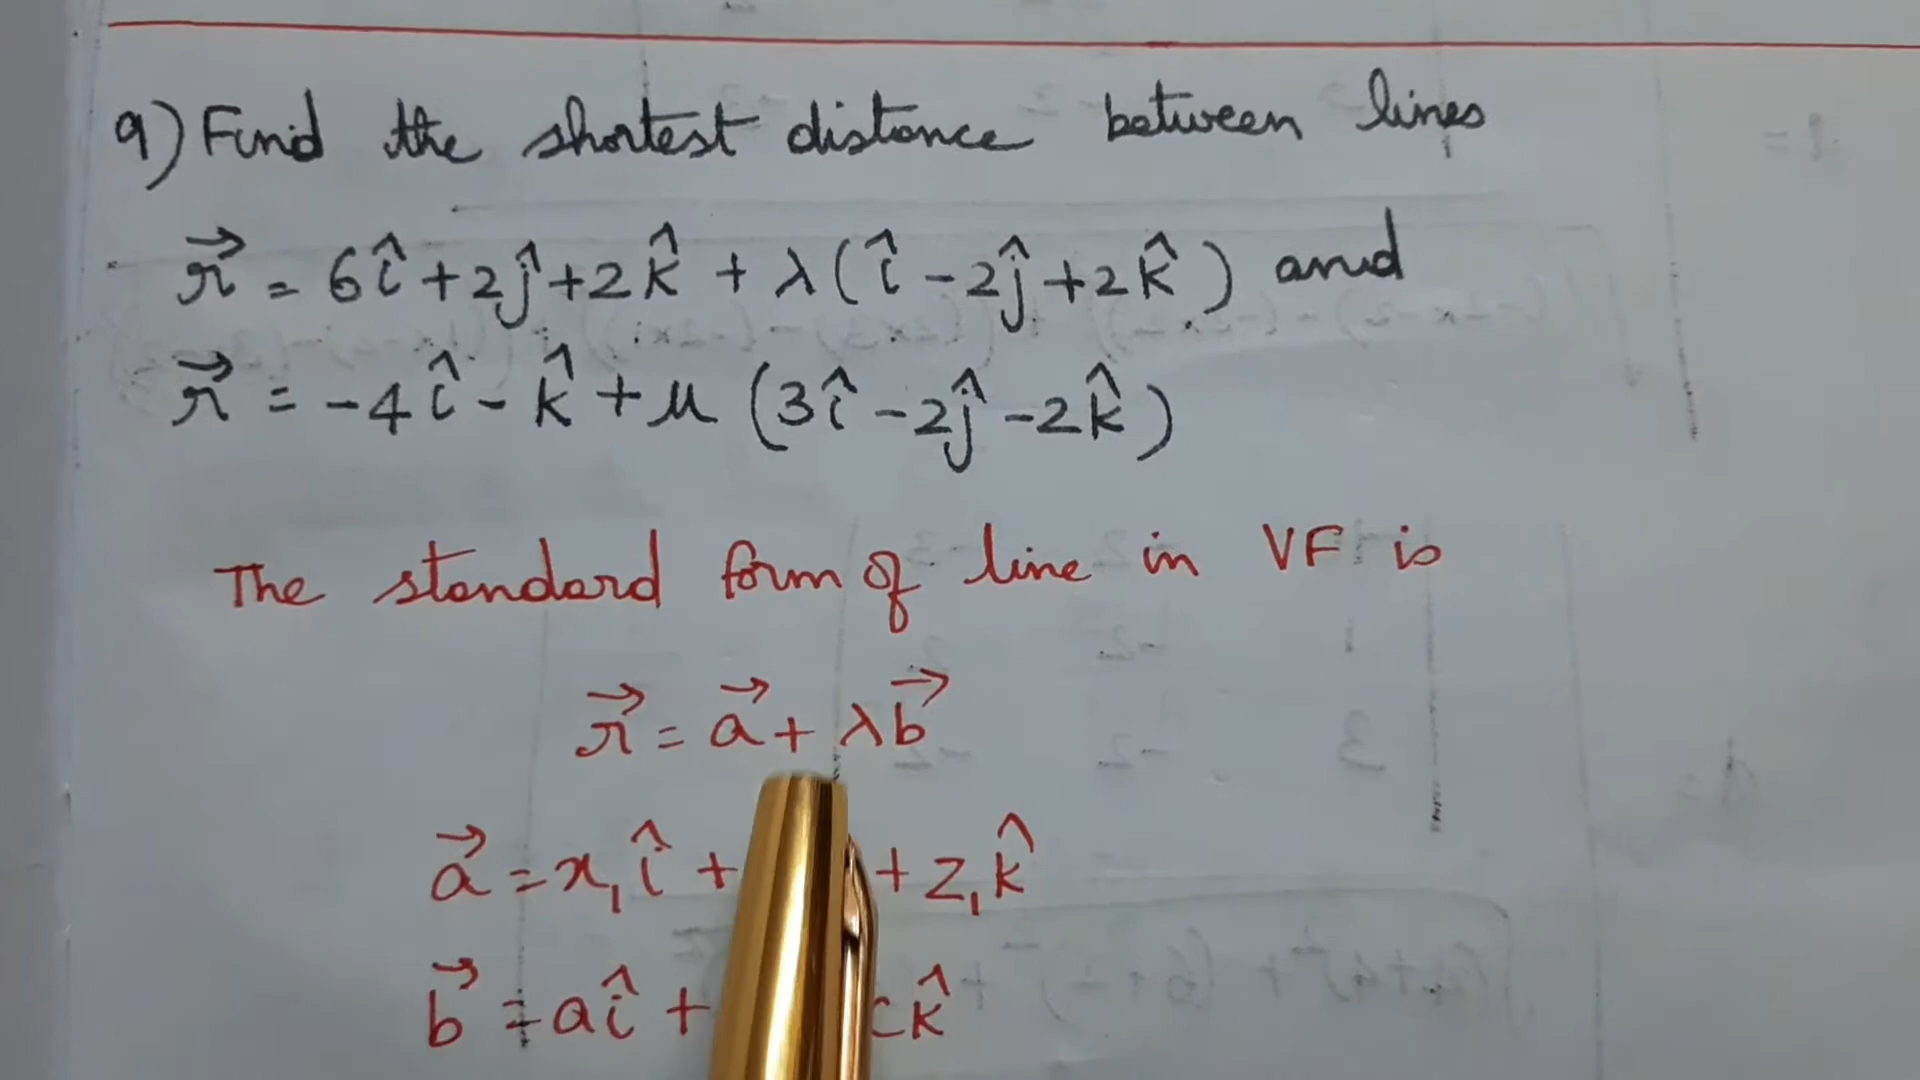 9) Find the shortest distance between lines
r⃗ = 6î + 2ĵ + 2k̂ + λ(î - 2ĵ + 2k̂) and
r⃗ = -4î - k̂ + μ (3î - 2ĵ - 2k̂)
The standard form of line in VF is
r⃗ = a⃗ + λb⃗
a⃗ = x₁î + + z₁k̂
b⃗ = aî + ck̂